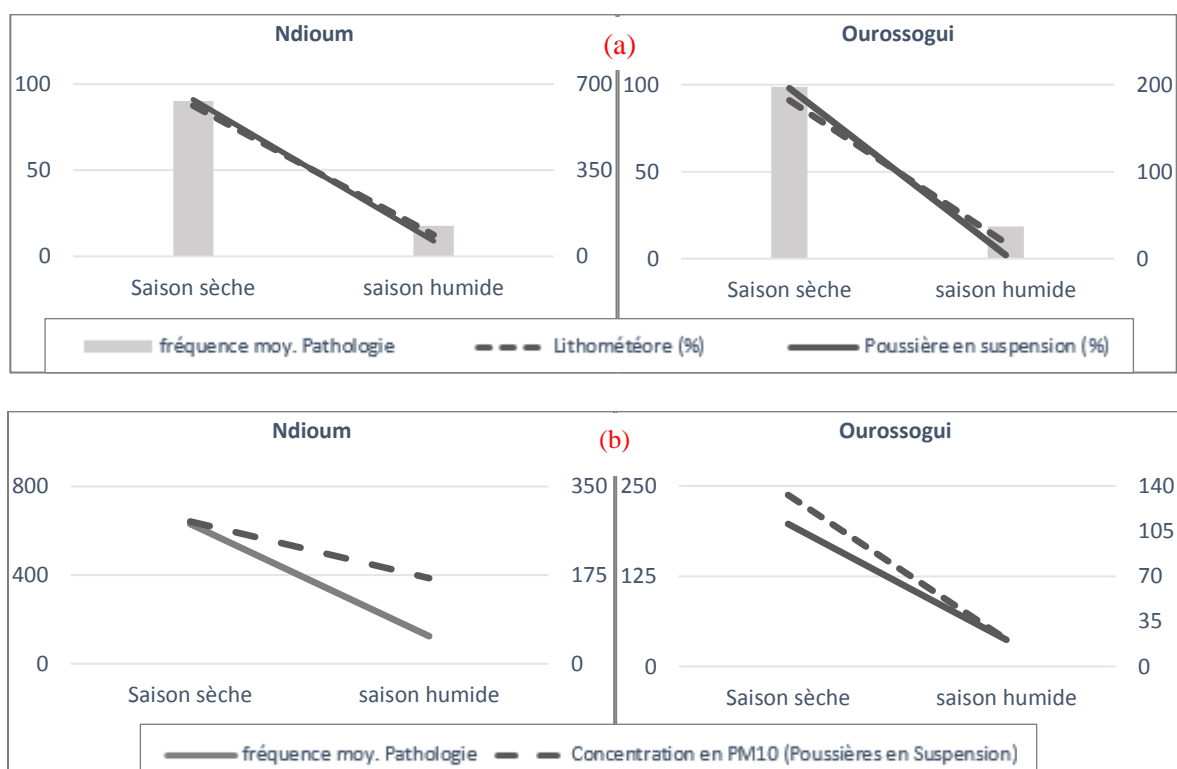 Ndioum
(a)
Ourossogui
100
700
100
200
50
350
50
100
0
0
0
0
Saison sèche
saison humide
Saison sèche
saison humide
fréquence moy. Pathologie
Lithométéore (%)
Poussière en suspension (%)
Ndioum
(b)
Ourossogui
800
350
250
140
105
400
175
125
70
35
0
0
0
0
Saison sèche
saison humide
Saison sèche
saison humide
fréquence moy. Pathologie
Concentration en PM10 (Poussières en Suspension)